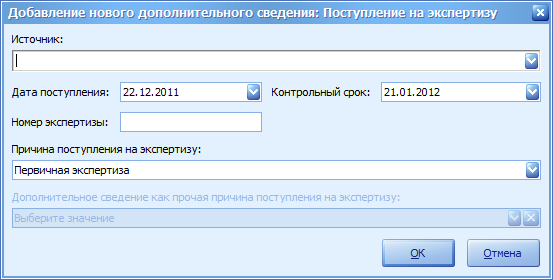 Добавление нового дополнительного сведения: Поступление на экспертизу
Источник:
Дата поступления: 22.12.2011 Контрольный срок: 21.01.2012
Номер экспертизы:
Причина поступления на экспертизу:
Первичная экспертиза
Дополнительное сведение как прочая причина поступления на экспертизу:
Выберите значение
ОК Отмена